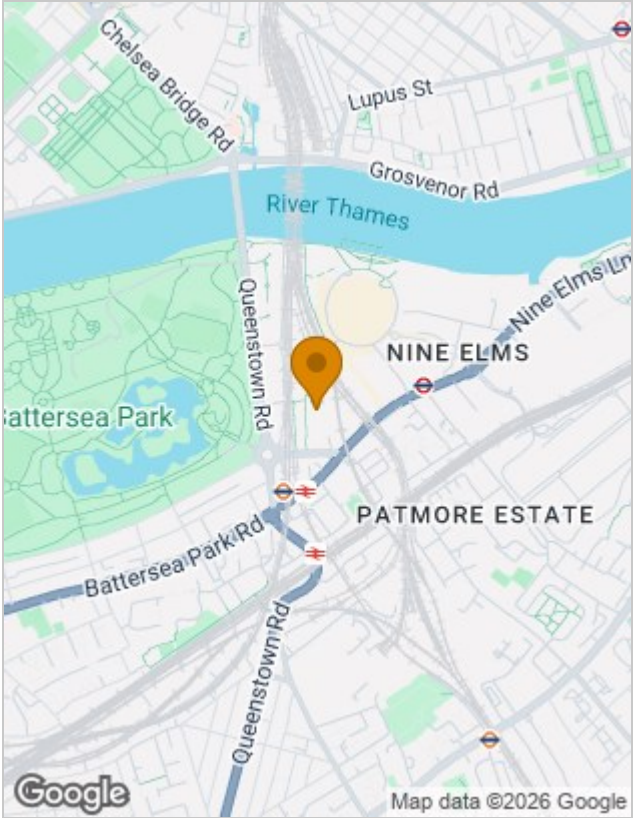 Chelsea Bridge Rd
Lupus St
Grosvenor Rd
River Thames
Nine Elms Ln
Queenstown Rd
NINE ELMS
attersea Park
PATMORE ESTATE
Battersea Park Rd
Queenstown Rd
Google
Map data ©2026 Google